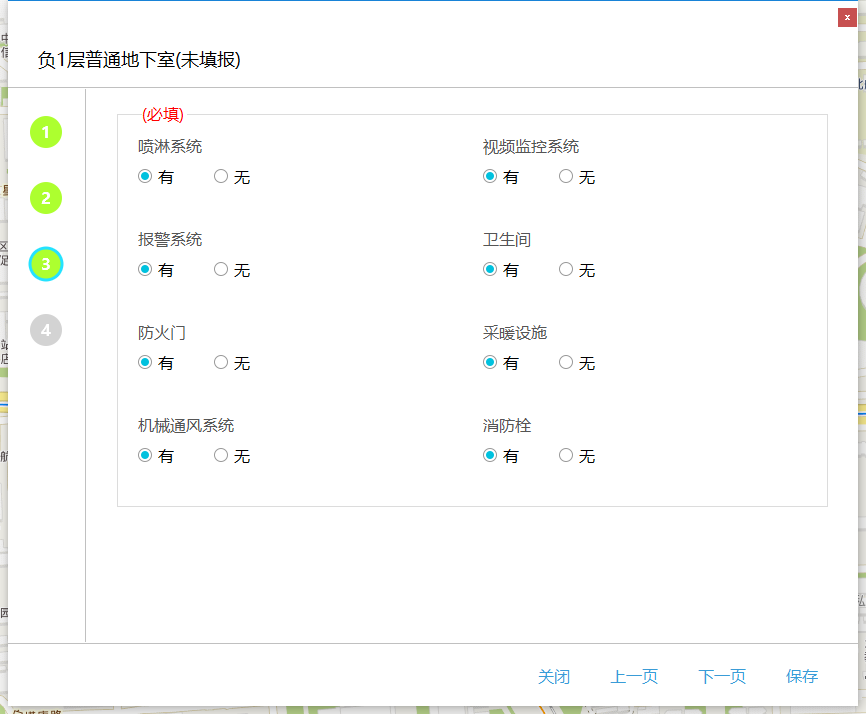 x
负1层普通地下室(未填报)
1
2
3
4
(必填)
喷淋系统
有 无
视频监控系统
有 无
报警系统
有 无
卫生间
有 无
防火门
有 无
采暖设施
有 无
机械通风系统
有 无
消防栓
有 无
关闭 上一页 下一页 保存